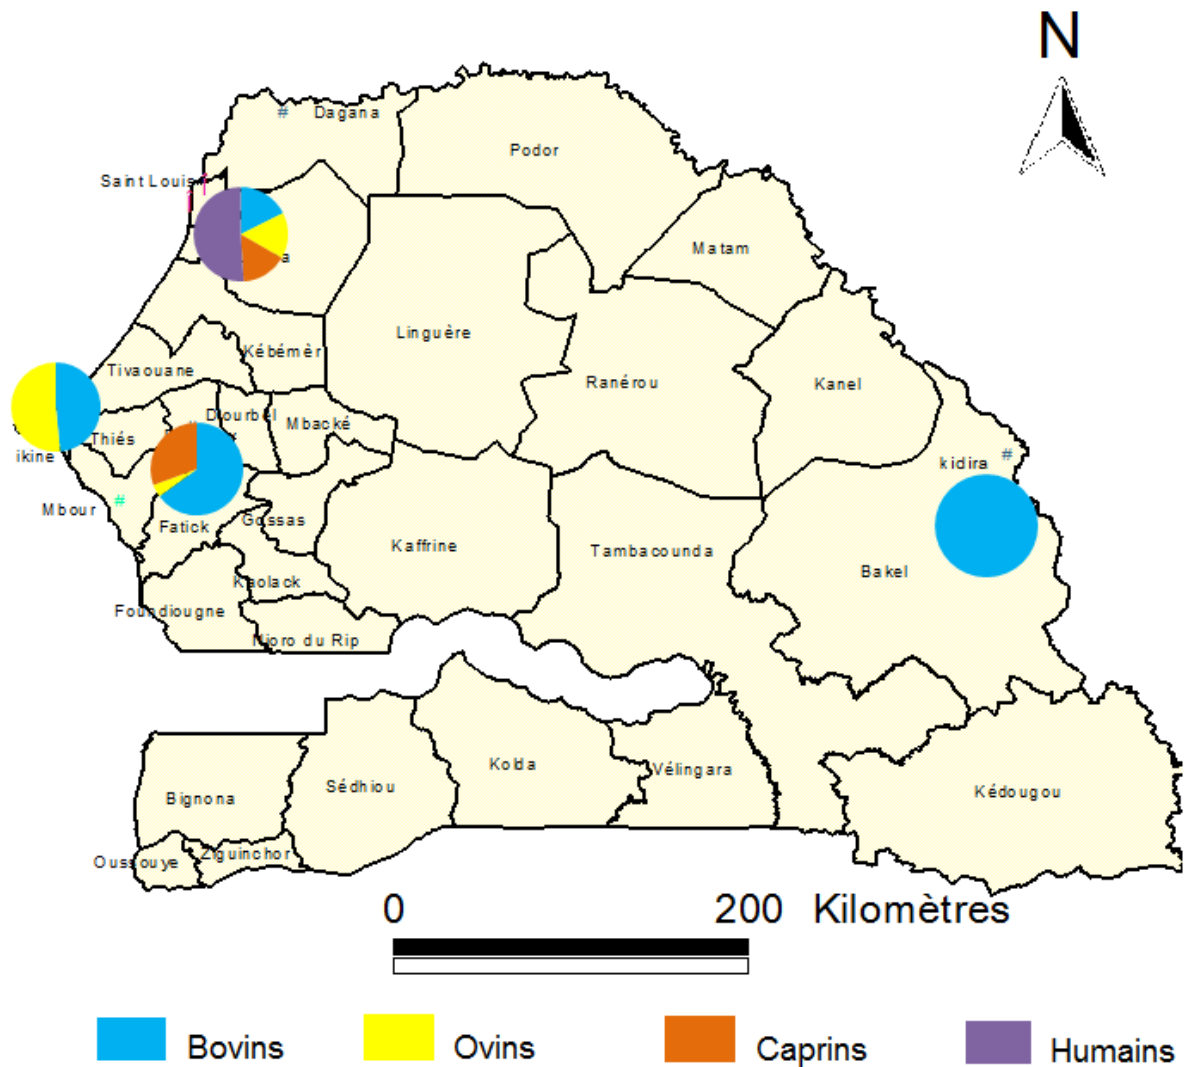 N
# Dagana
Podor
Saint Louis
Matam
a
Linguère
Kébémèr
Tivaouane
Ranérou
Kanel
Diourbel
Mbacké
Thiés
ikine
kidira #
Mbour #
Fatick
Gossas
Kaffrine
Tambacounda
Bakel
Kaolack
Foundiougne
Nioro du Rip
Kolda
Vélingara
Sédhiou
Bignona
Kédougou
Oussouye
Ziguinchor
0 200 Kilomètres
Bovins Ovins Caprins Humains